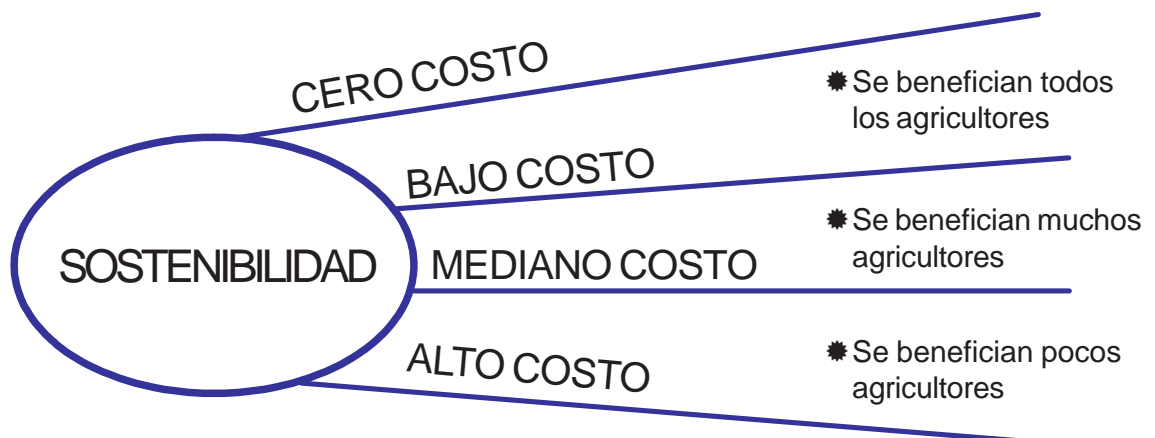 CERO COSTO
✹ Se benefician todos
los agricultores
BAJO COSTO
✹ Se benefician muchos
agricultores
SOSTENIBILIDAD
MEDIANO COSTO
ALTO COSTO
✹ Se benefician pocos
agricultores